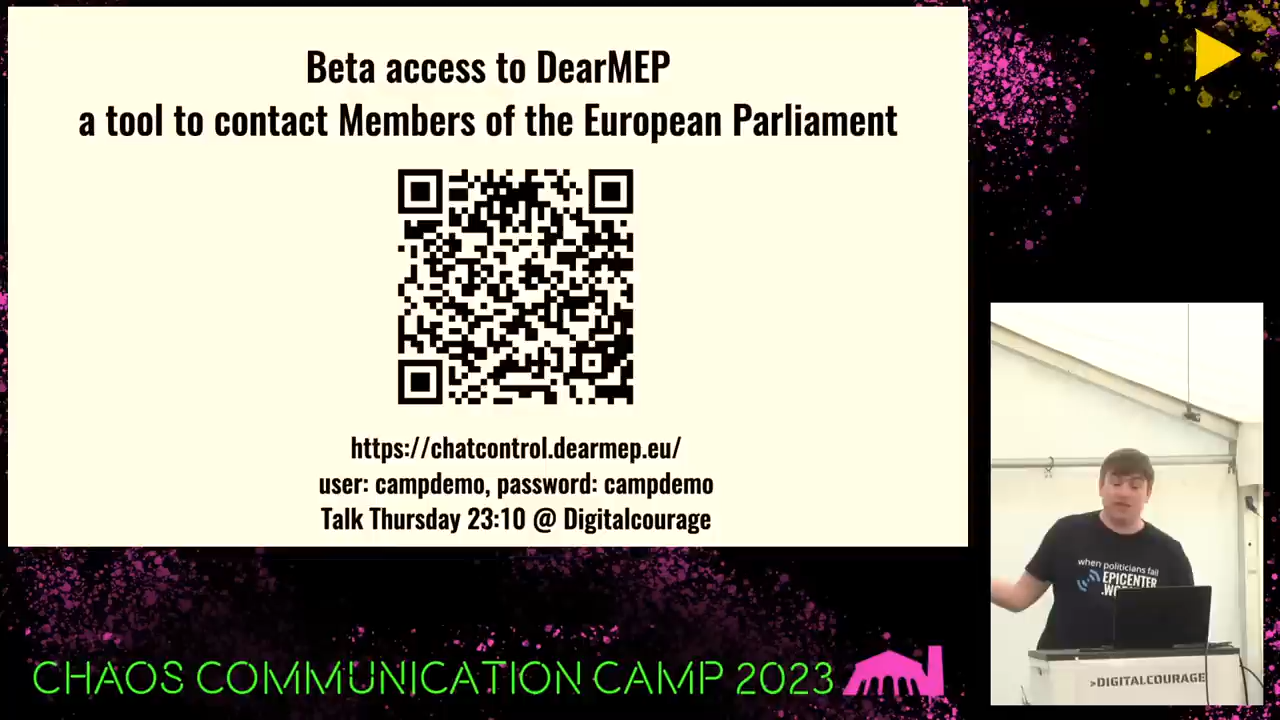 Beta access to DearMEP
a tool to contact Members of the European Parliament
https://chatcontrol.dearmep.eu/
user: campdemo, password: campdemo
Talk Thursday 23:10 @ Digitalcourage
when politicians fail
EPICENTER
>DIGITALCOURAGE
CHAOS COMMUNICATION CAMP 2023